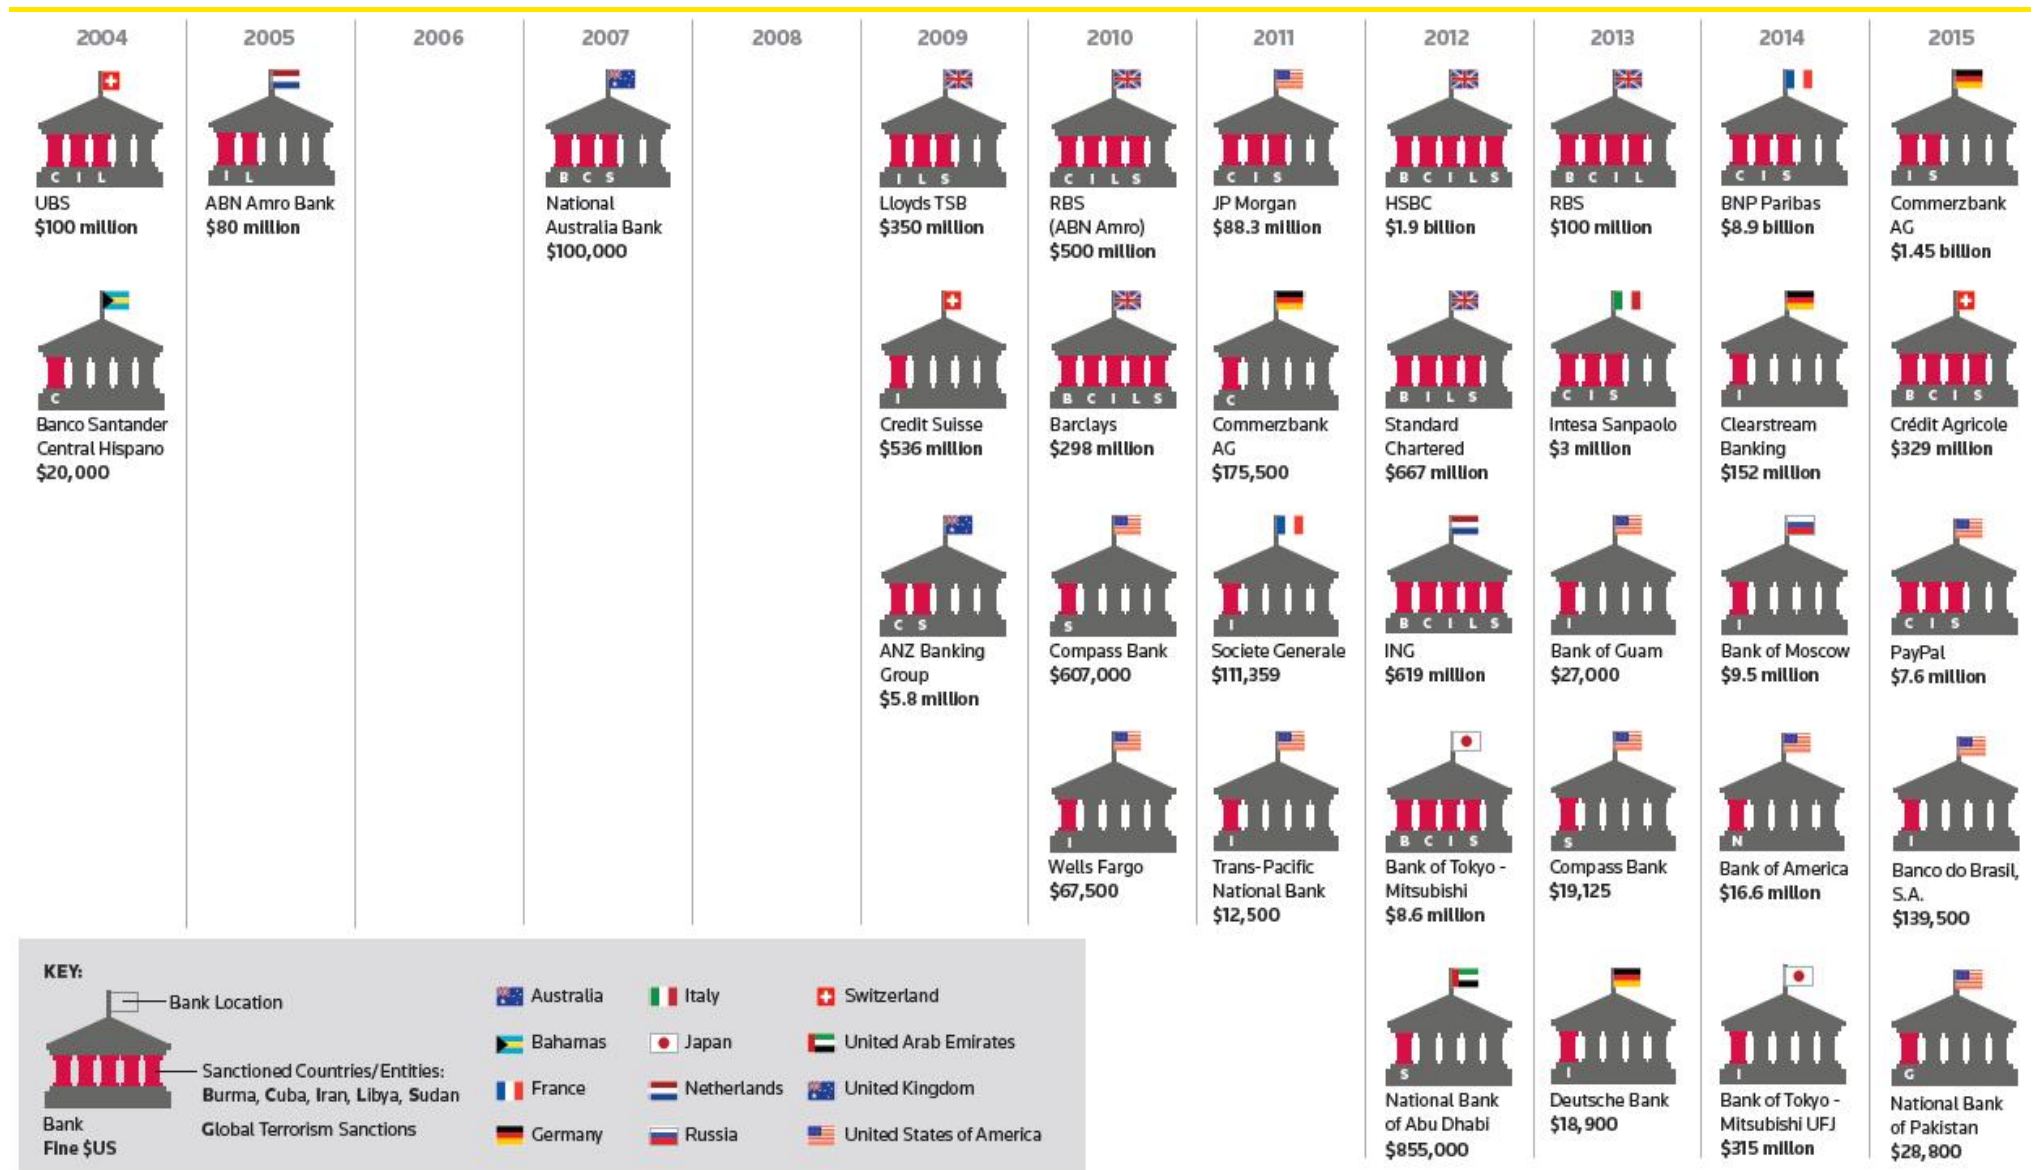 2004
2005
2006
2007
2008
2009
2010
2011
2012
2013
2014
2015
C I L
UBS
$100 million
C
Banco Santander
Central Hispano
$20,000
I L
ABN Amro Bank
$80 million
B C S
National
Australia Bank
$100,000
I L S
Lloyds TSB
$350 million
I
Credit Suisse
$536 million
C S
ANZ Banking
Group
$5.8 million
C I L S
RBS
(ABN Amro)
$500 million
B C I L S
Barclays
$298 million
S
Compass Bank
$607,000
I
Wells Fargo
$67,500
C I S
JP Morgan
$88.3 million
C
Commerzbank
AG
$175,500
I
Societe Generale
$111,359
I
Trans-Pacific
National Bank
$12,500
B C I L S
HSBC
$1.9 billion
B I L S
Standard
Chartered
$667 million
B C I L S
ING
$619 million
B C I S
Bank of Tokyo -
Mitsubishi
$8.6 million
S
National Bank
of Abu Dhabi
$855,000
B C I L
RBS
$100 million
C I S
Intesa Sanpaolo
$3 million
I
Bank of Guam
$27,000
S
Compass Bank
$19,125
I
Deutsche Bank
$18,900
C I S
BNP Paribas
$8.9 billion
I
Clearstream
Banking
$152 million
I
Bank of Moscow
$9.5 million
N
Bank of America
$16.6 millon
I
Bank of Tokyo -
Mitsubishi UFJ
$315 millon
I S
Commerzbank
AG
$1.45 billion
B C I S
Crédit Agricole
$329 million
C I S
PayPal
$7.6 million
I
Banco do Brasil,
S.A.
$139,500
G
National Bank
of Pakistan
$28,800
KEY:
Bank Location
Sanctioned Countries/Entities:
Burma, Cuba, Iran, Libya, Sudan
Global Terrorism Sanctions
Bank
Fine $US
Australia
Bahamas
France
Germany
Italy
Japan
Netherlands
Russia
Switzerland
United Arab Emirates
United Kingdom
United States of America